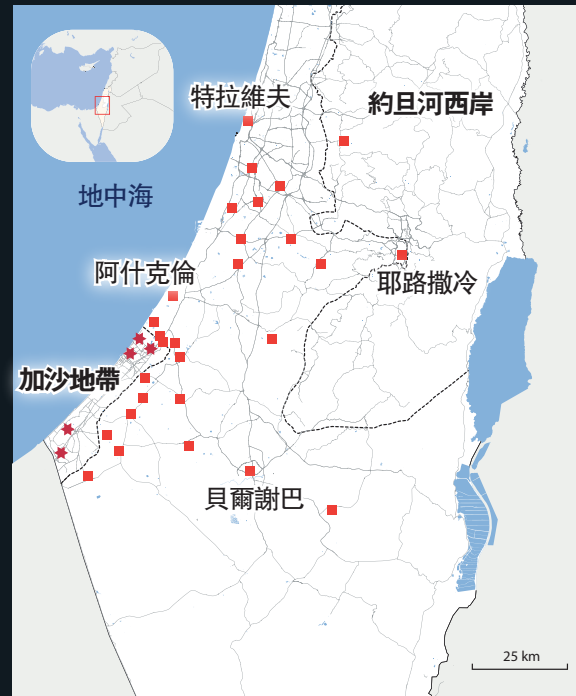 特拉維夫
約旦河西岸
地中海
阿什克倫
耶路撒冷
加沙地帶
貝爾謝巴
25 km